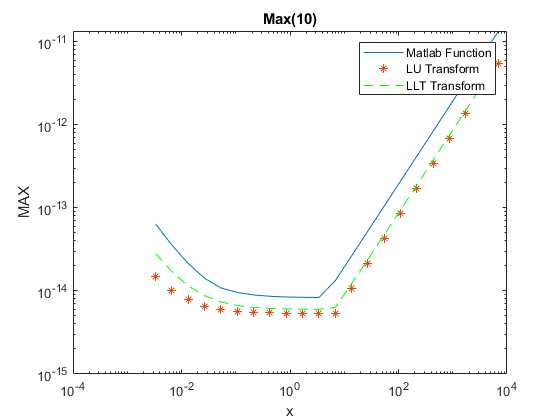 Max(10)
10^-11
Matlab Function
LU Transform
LLT Transform
10^-12
MAX
10^-13
10^-14
10^-15
10^-4 10^-2 10^0 10^2 10^4
x